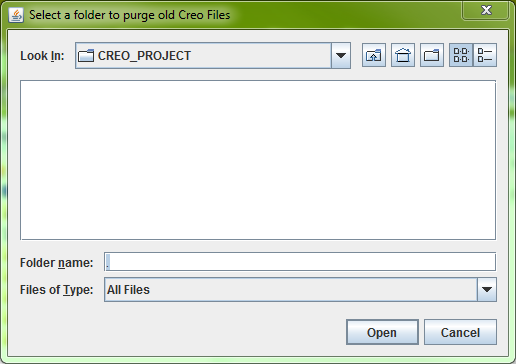 Select a folder to purge old Creo Files
Look In: CREO_PROJECT
Folder name: .
Files of Type: All Files
Open Cancel